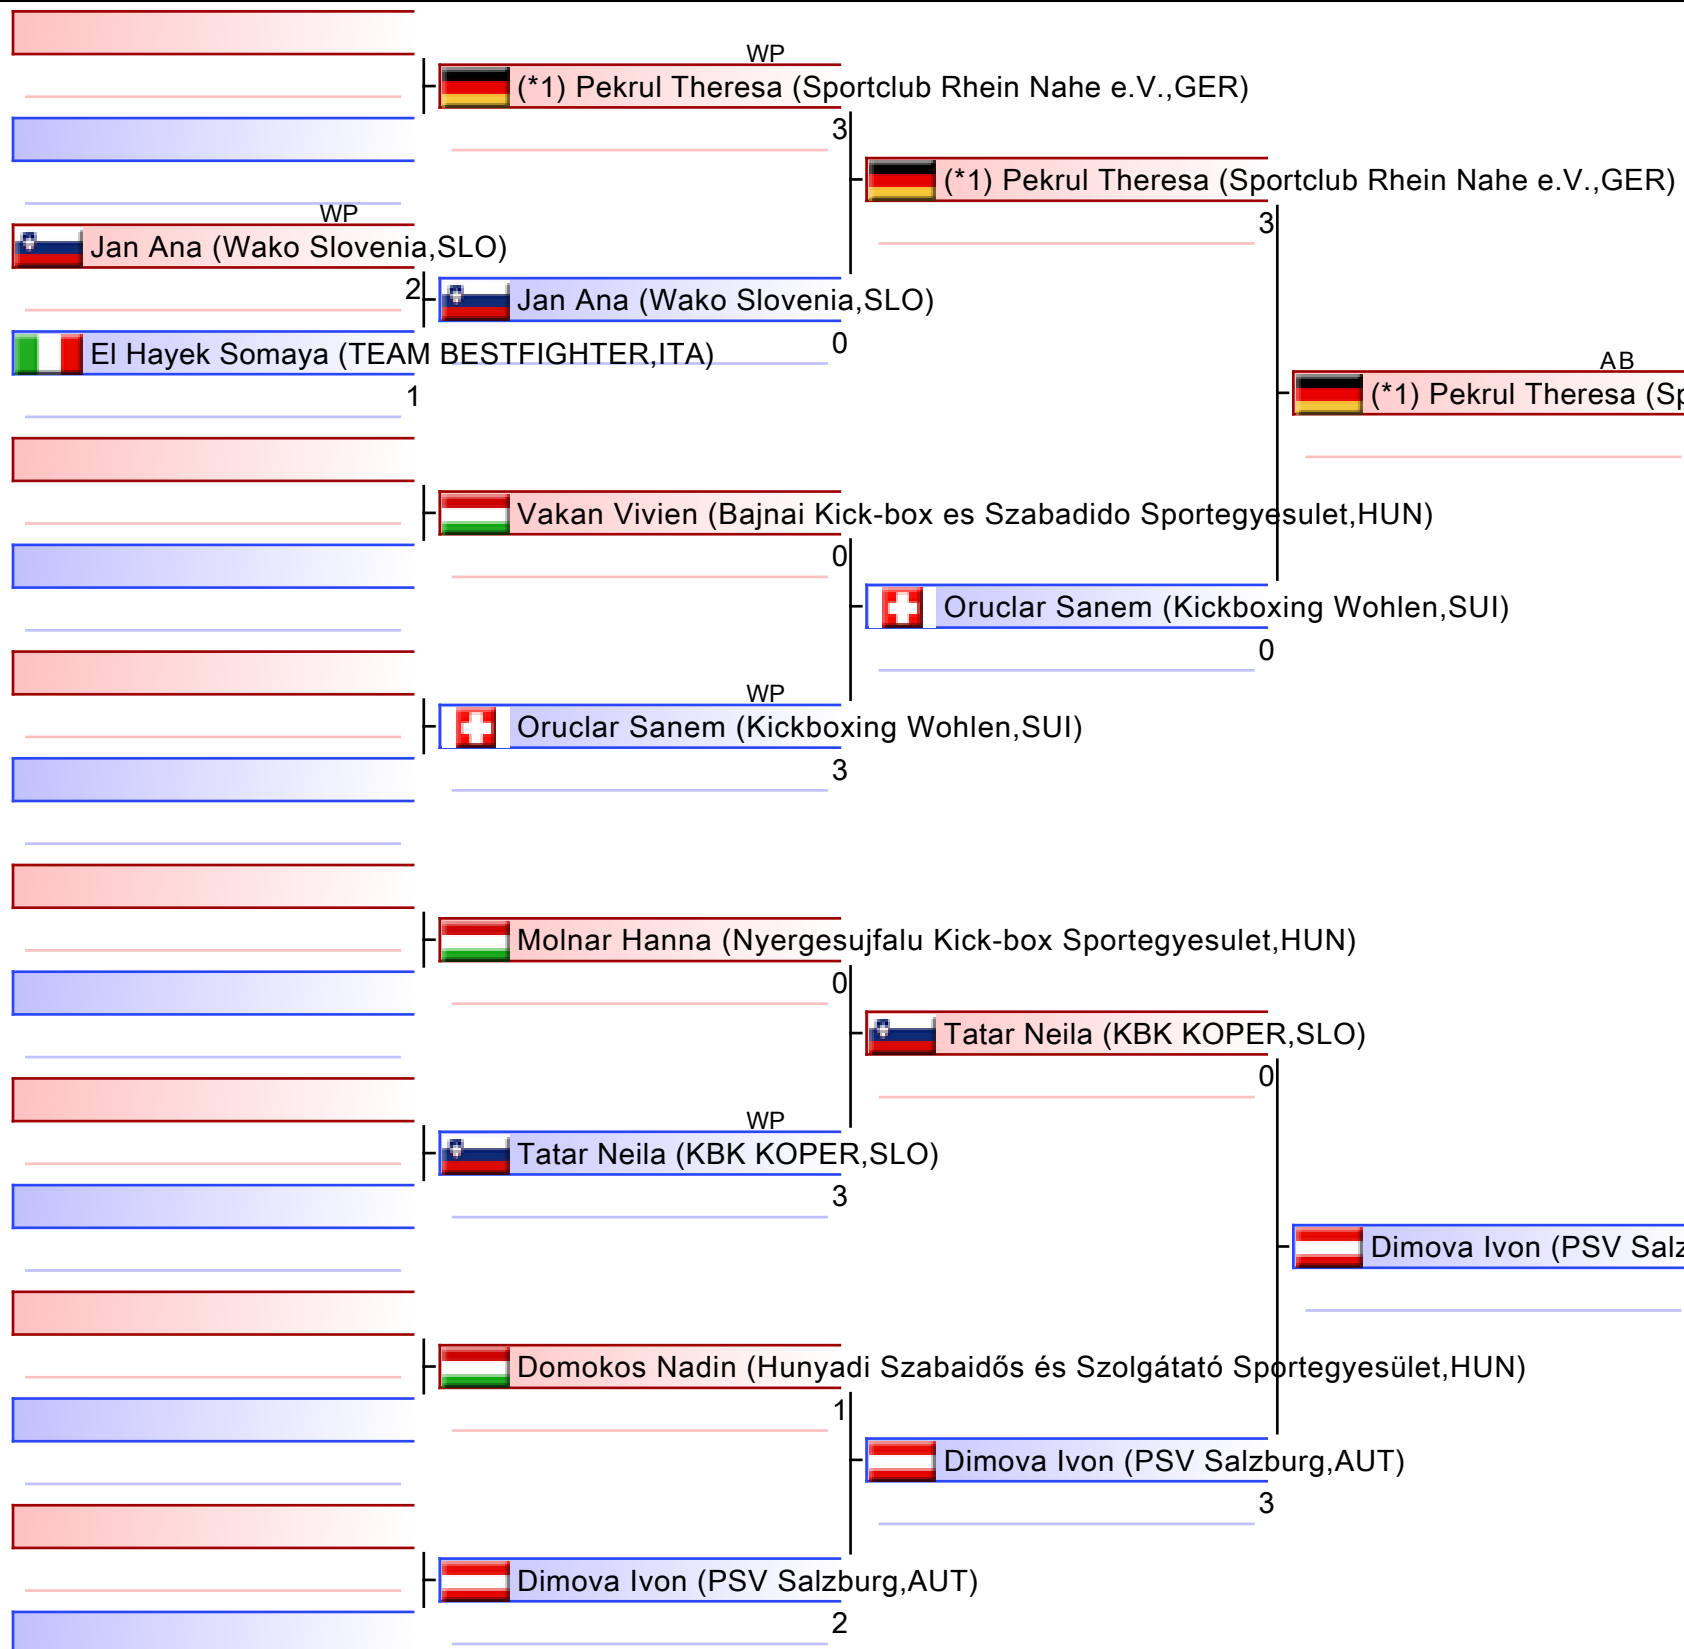 WP
(*1) Pekrul Theresa (Sportclub Rhein Nahe e.V.,GER)
3
(*1) Pekrul Theresa (Sportclub Rhein Nahe e.V.,GER)
3
WP
Jan Ana (Wako Slovenia,SLO)
2
Jan Ana (Wako Slovenia,SLO)
0
El Hayek Somaya (TEAM BESTFIGHTER,ITA)
1
AB
(*1) Pekrul Theresa (Sp
Vakan Vivien (Bajnai Kick-box es Szabadido Sportegyesulet,HUN)
0
Oruclar Sanem (Kickboxing Wohlen,SUI)
0
WP
Oruclar Sanem (Kickboxing Wohlen,SUI)
3
Molnar Hanna (Nyergesujfalu Kick-box Sportegyesulet,HUN)
0
Tatar Neila (KBK KOPER,SLO)
0
WP
Tatar Neila (KBK KOPER,SLO)
3
Dimova Ivon (PSV Salz
Domokos Nadin (Hunyadi Szabaidős és Szolgátató Sportegyesület,HUN)
1
Dimova Ivon (PSV Salzburg,AUT)
3
Dimova Ivon (PSV Salzburg,AUT)
2